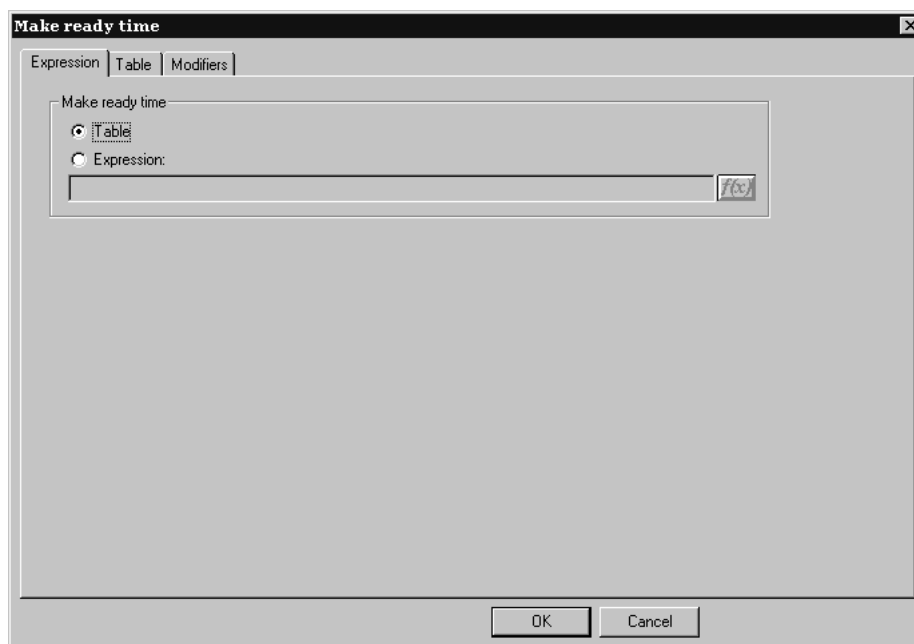 Make ready time
Expression Table Modifiers
Make ready time
Table
Expression:
f(x)
OK Cancel